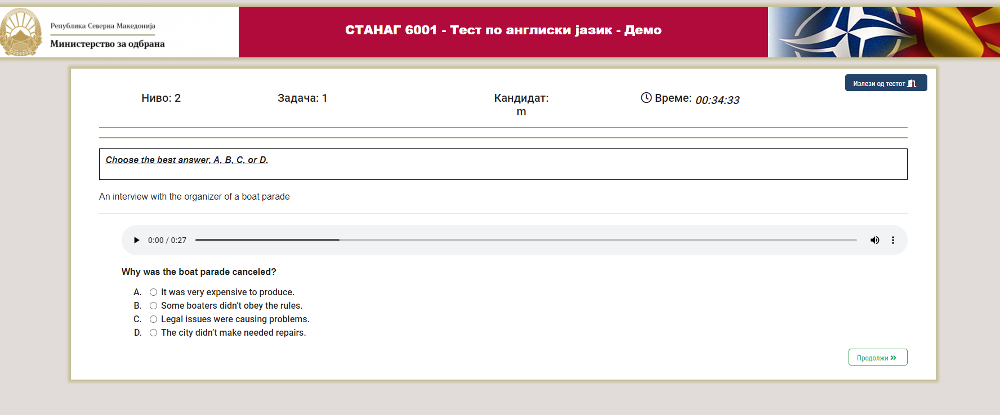 Република Северна Македонија
Министерство за одбрана
СТАНАГ 6001 - Тест по англиски јазик - Демо
Излези од тестот
Ниво: 2
Задача: 1
Кандидат:
m
Време: 00:34:33
Choose the best answer, A, B, C, or D.
An interview with the organizer of a boat parade
0:00 / 0:27
Why was the boat parade canceled?
A. It was very expensive to produce.
B. Some boaters didn't obey the rules.
C. Legal issues were causing problems.
D. The city didn't make needed repairs.
Продолжи